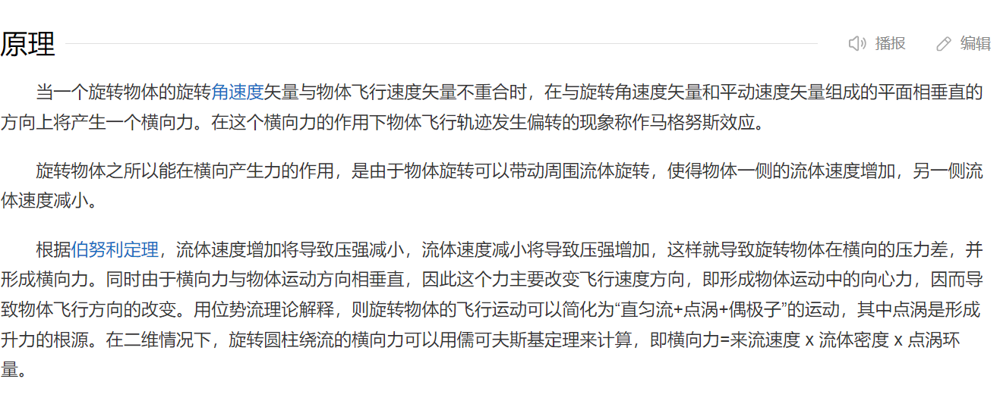 原理
播报
编辑
当一个旋转物体的旋转角速度矢量与物体飞行速度矢量不重合时，在与旋转角速度矢量和平动速度矢量组成的平面相垂直的
方向上将产生一个横向力。在这个横向力的作用下物体飞行轨迹发生偏转的现象称作马格努斯效应。
旋转物体之所以能在横向产生力的作用，是由于物体旋转可以带动周围流体旋转，使得物体一侧的流体速度增加，另一侧流
体速度减小。
根据伯努利定理，流体速度增加将导致压强减小，流体速度减小将导致压强增加，这样就导致旋转物体在横向的压力差，并
形成横向力。同时由于横向力与物体运动方向相垂直，因此这个力主要改变飞行速度方向，即形成物体运动中的向心力，因而导
致物体飞行方向的改变。用位势流理论解释，则旋转物体的飞行运动可以简化为“直匀流+点涡+偶极子”的运动，其中点涡是形成
升力的根源。在二维情况下，旋转圆柱绕流的横向力可以用儒可夫斯基定理来计算，即横向力=来流速度 x 流体密度 x 点涡环
量。